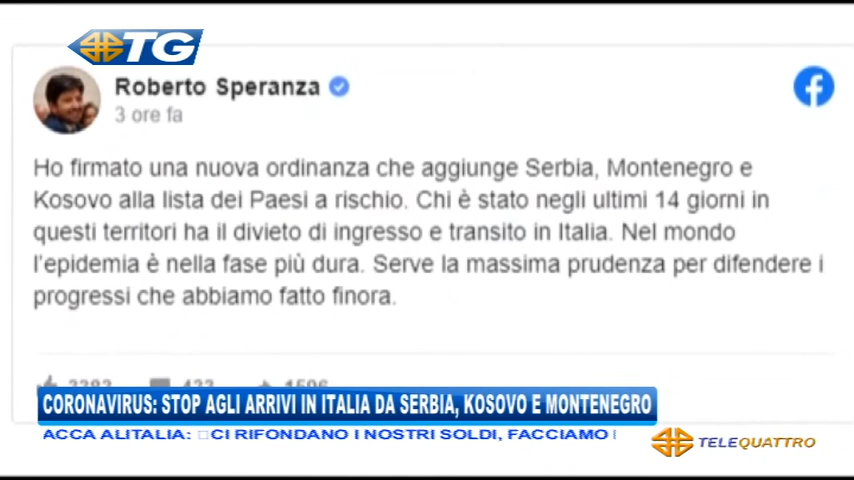 TG
Roberto Speranza
3 ore fa
Ho firmato una nuova ordinanza che aggiunge Serbia, Montenegro e
Kosovo alla lista dei Paesi a rischio. Chi è stato negli ultimi 14 giorni in
questi territori ha il divieto di ingresso e transito in Italia. Nel mondo
l'epidemia è nella fase più dura. Serve la massima prudenza per difendere i
progressi che abbiamo fatto finora.
CORONAVIRUS: STOP AGLI ARRIVI IN ITALIA DA SERBIA, KOSOVO E MONTENEGRO
ACCA ALITALIA: CI RIFONDANO I NOSTRI SOLDI, FACCIAMO
TELEQUATTRO